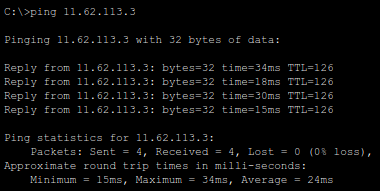 C:\>ping 11.62.113.3
Pinging 11.62.113.3 with 32 bytes of data:
Reply from 11.62.113.3: bytes=32 time=34ms TTL=126
Reply from 11.62.113.3: bytes=32 time=18ms TTL=126
Reply from 11.62.113.3: bytes=32 time=30ms TTL=126
Reply from 11.62.113.3: bytes=32 time=15ms TTL=126
Ping statistics for 11.62.113.3:
    Packets: Sent = 4, Received = 4, Lost = 0 (0% loss),
Approximate round trip times in milli-seconds:
    Minimum = 15ms, Maximum = 34ms, Average = 24ms